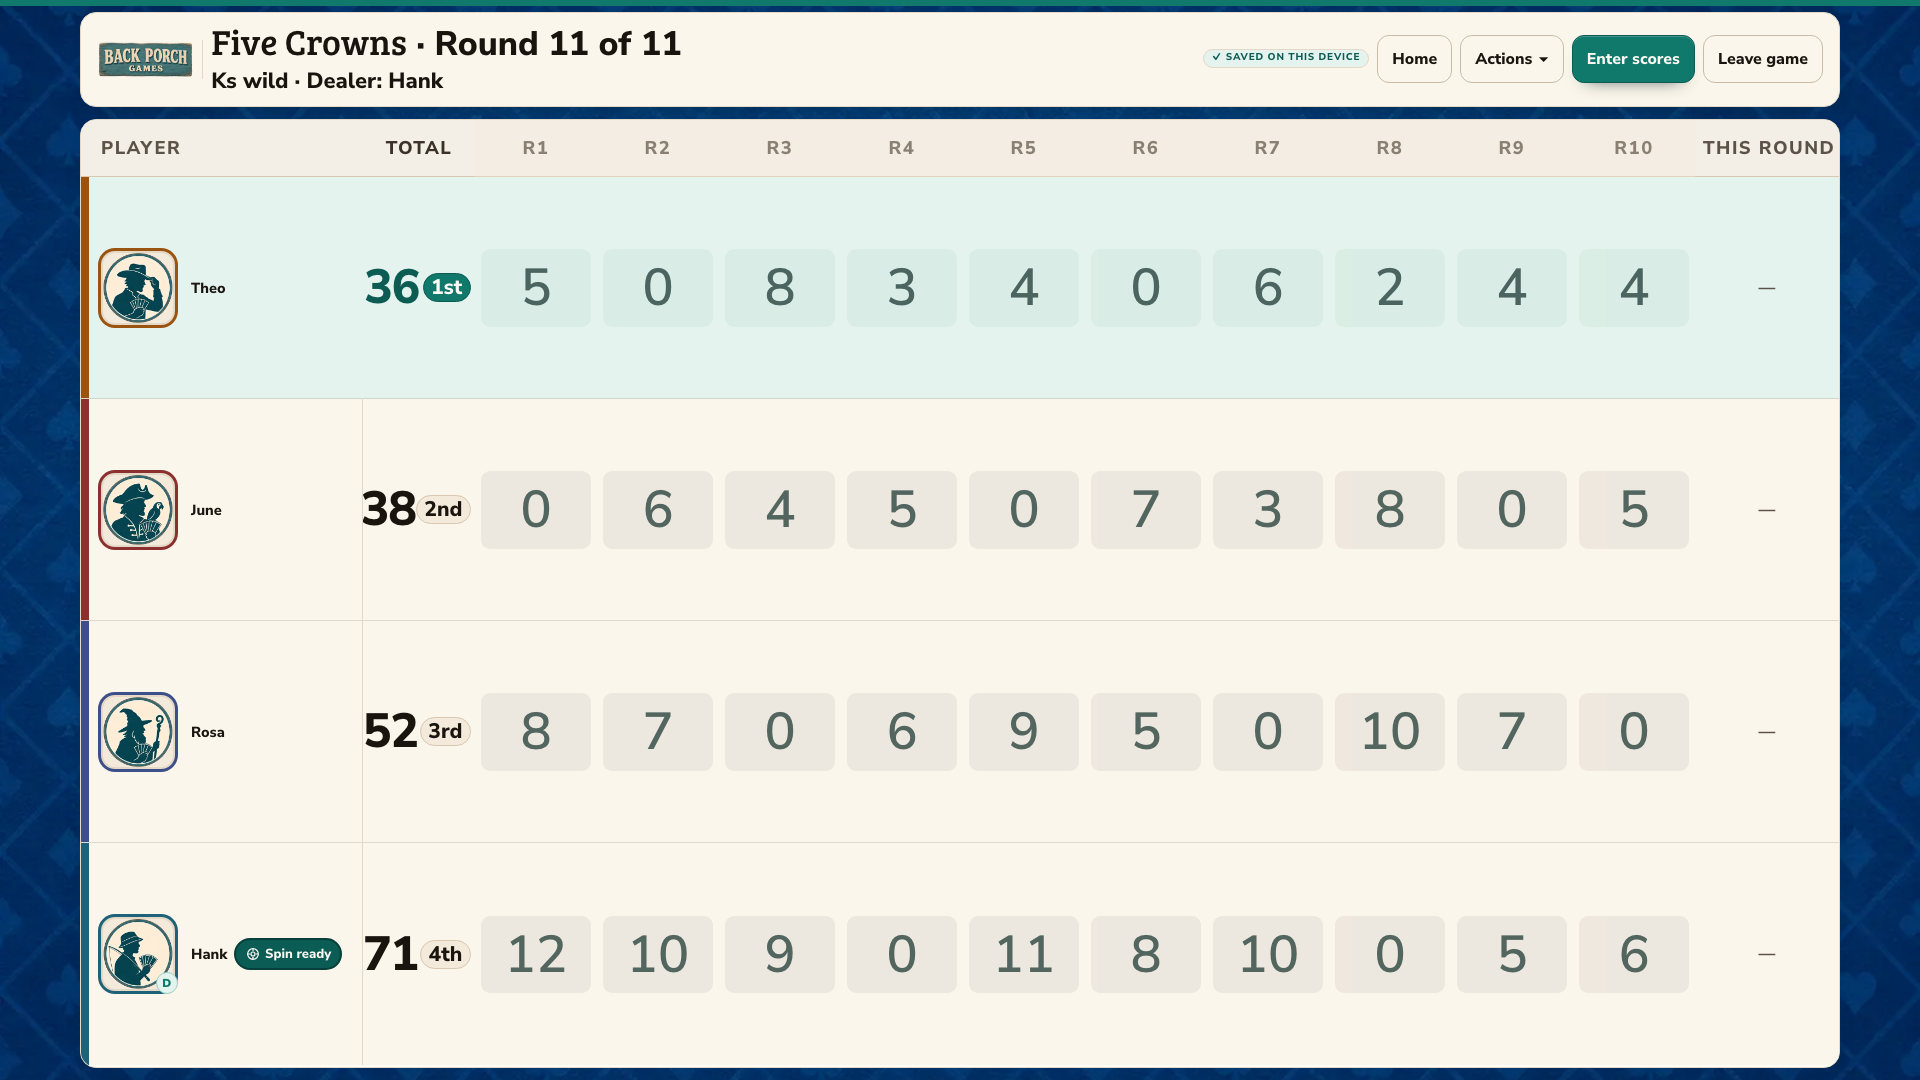 BACK PORCH
GAMES
Five Crowns · Round 11 of 11
Ks wild · Dealer: Hank
✓ SAVED ON THIS DEVICE
Home
Actions
Enter scores
Leave game
PLAYER TOTAL R1 R2 R3 R4 R5 R6 R7 R8 R9 R10 THIS ROUND
Theo 36 1st 5 0 8 3 4 0 6 2 4 4 —
June 38 2nd 0 6 4 5 0 7 3 8 0 5 —
Rosa 52 3rd 8 7 0 6 9 5 0 10 7 0 —
Hank Spin ready 71 4th 12 10 9 0 11 8 10 0 5 6 —
D